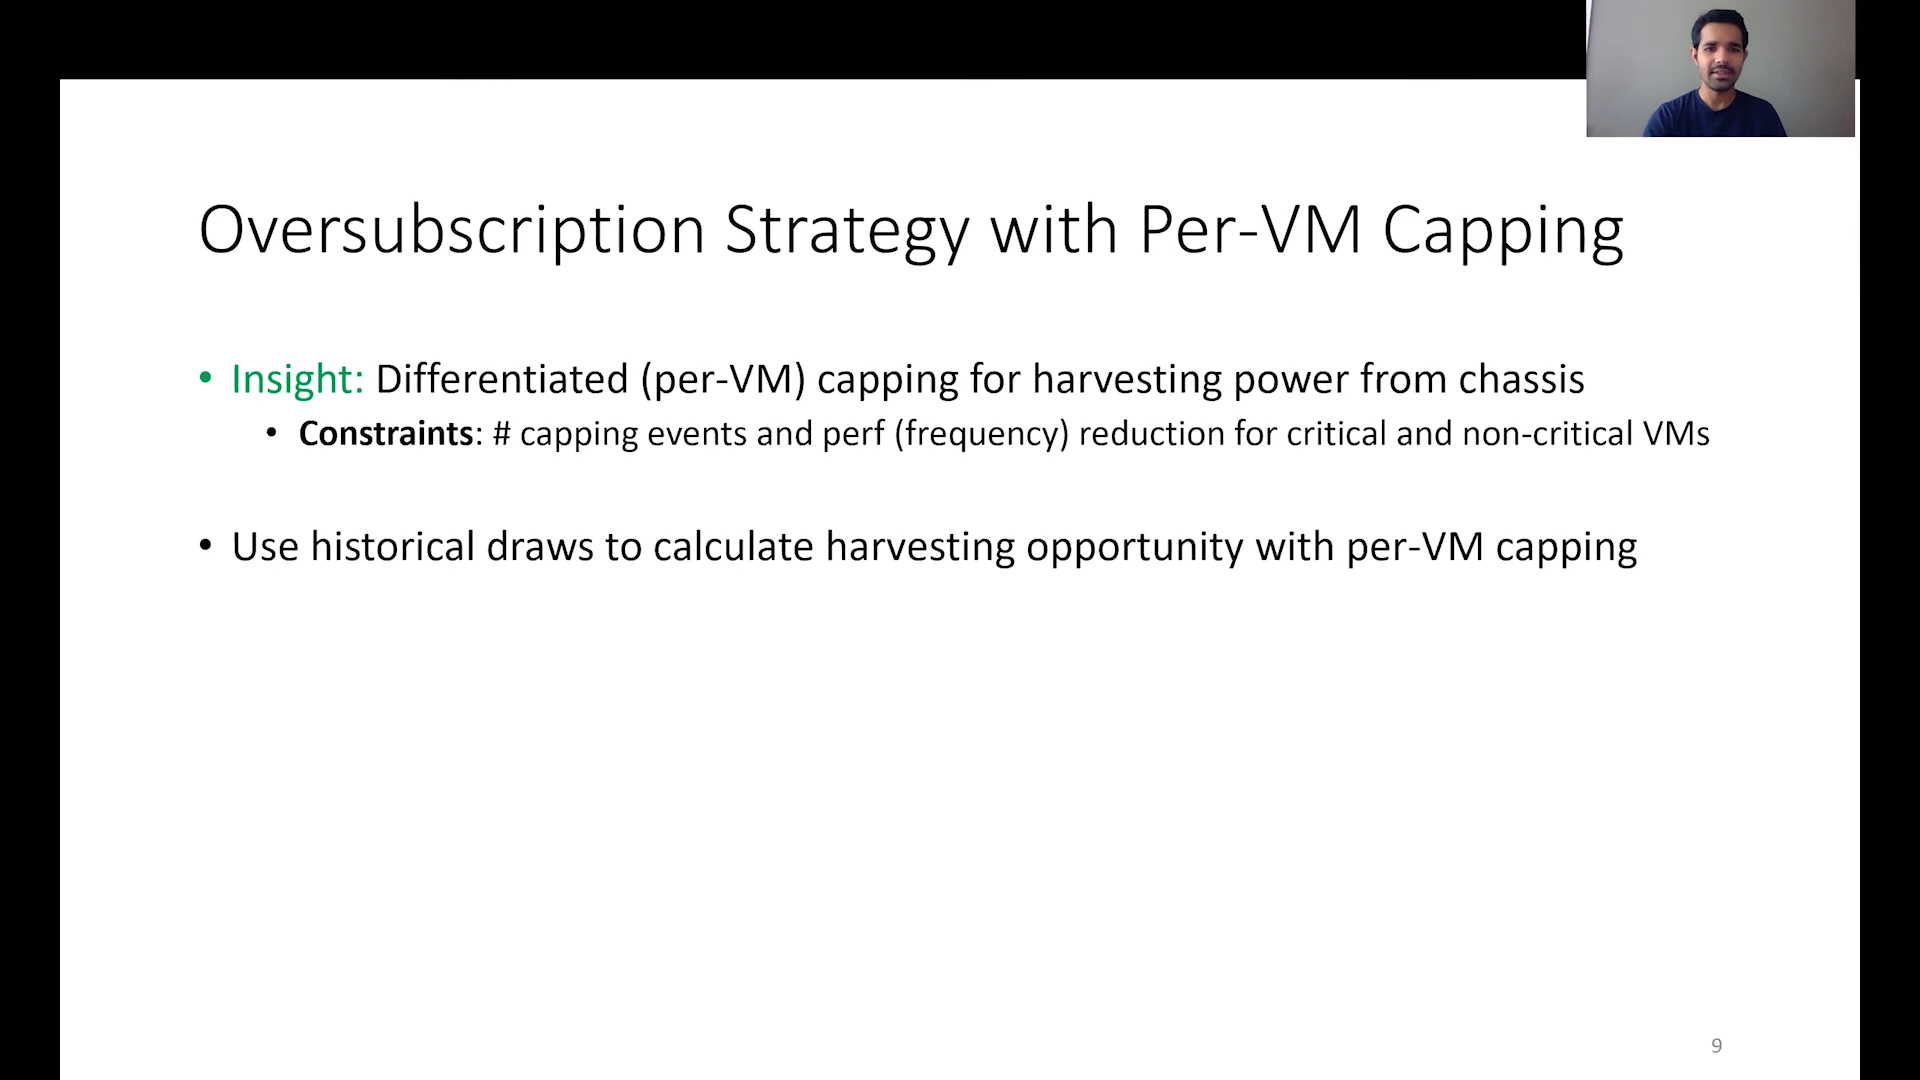 Oversubscription Strategy with Per-VM Capping
• Insight: Differentiated (per-VM) capping for harvesting power from chassis
• Constraints: # capping events and perf (frequency) reduction for critical and non-critical VMs
• Use historical draws to calculate harvesting opportunity with per-VM capping
9